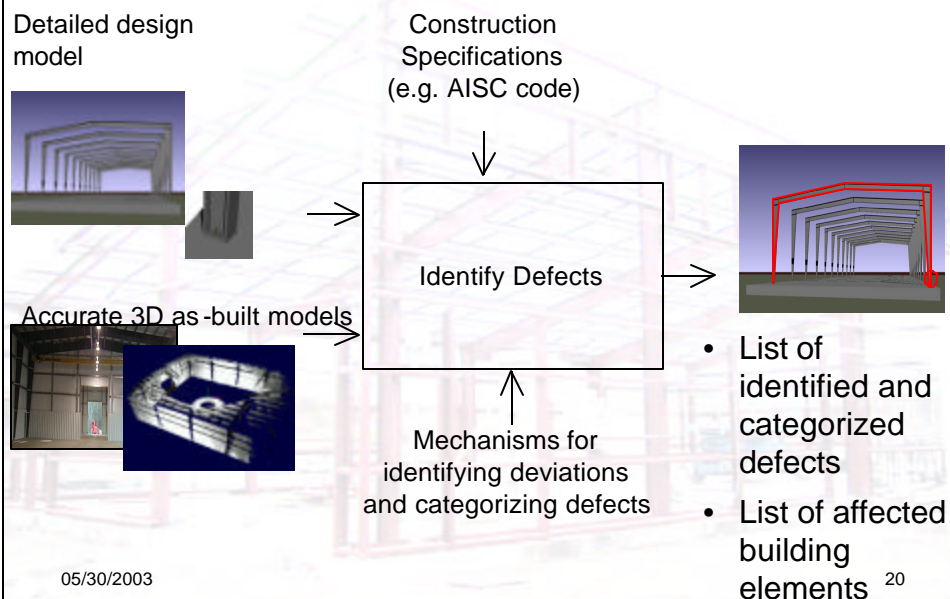 Detailed design
model
Construction
Specifications
(e.g. AISC code)
Identify Defects
Accurate 3D as -built models
Mechanisms for
identifying deviations
and categorizing defects
• List of
identified and
categorized
defects
• List of affected
building
elements
05/30/2003
20